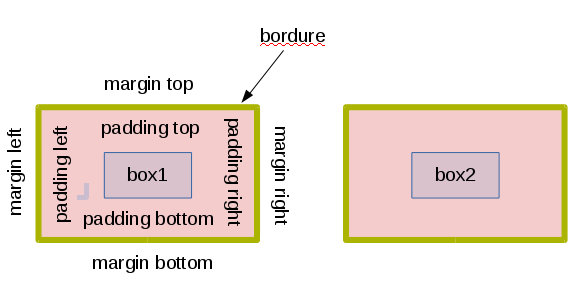 bordure
margin top
margin left
padding left
padding top
padding right
margin right
box1
box2
padding bottom
margin bottom